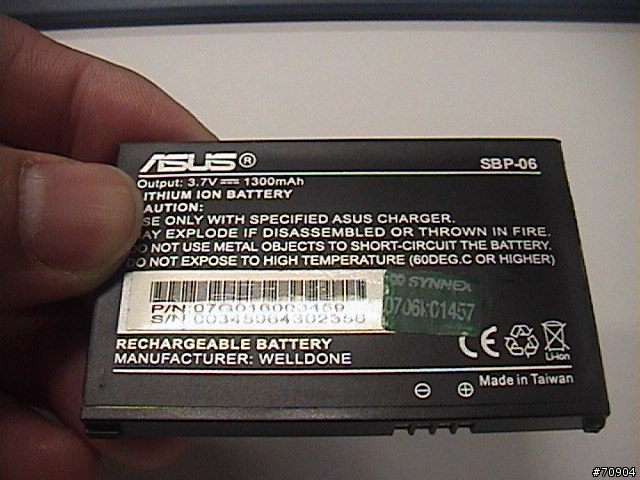 ASUS® SBP-06
Output: 3.7V 1300mAh
ITHIUM ION BATTERY
AUTION:
SE ONLY WITH SPECIFIED ASUS CHARGER.
AY EXPLODE IF DISASSEMBLED OR THROWN IN FIRE.
DO NOT USE METAL OBJECTS TO SHORT-CIRCUIT THE BATTERY.
DO NOT EXPOSE TO HIGH TEMPERATURE (60DEG.C OR HIGHER)
SYNNEX
P/N:
S/N
RECHARGEABLE BATTERY
MANUFACTURER: WELLDONE
CE
Li-ion
Made in Taiwan
#70904